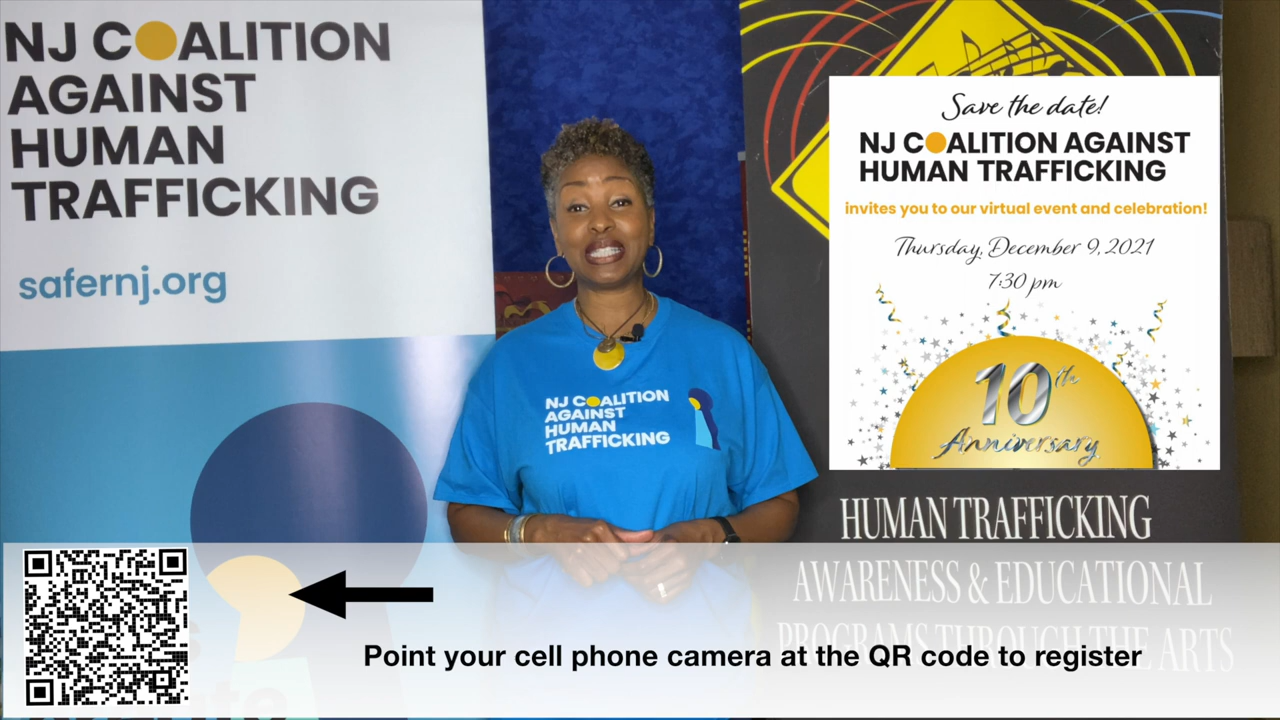 NJ COALITION
AGAINST
HUMAN
TRAFFICKING
safernj.org
Save the date!
NJ COALITION AGAINST
HUMAN TRAFFICKING
invites you to our virtual event and celebration!
Thursday, December 9, 2021
7:30 pm
10th
Anniversary
NJ COALITION
AGAINST
HUMAN
TRAFFICKING
HUMAN TRAFFICKING
AWARENESS & EDUCATIONAL
PROGRAMS THROUGH THE ARTS
Point your cell phone camera at the QR code to register